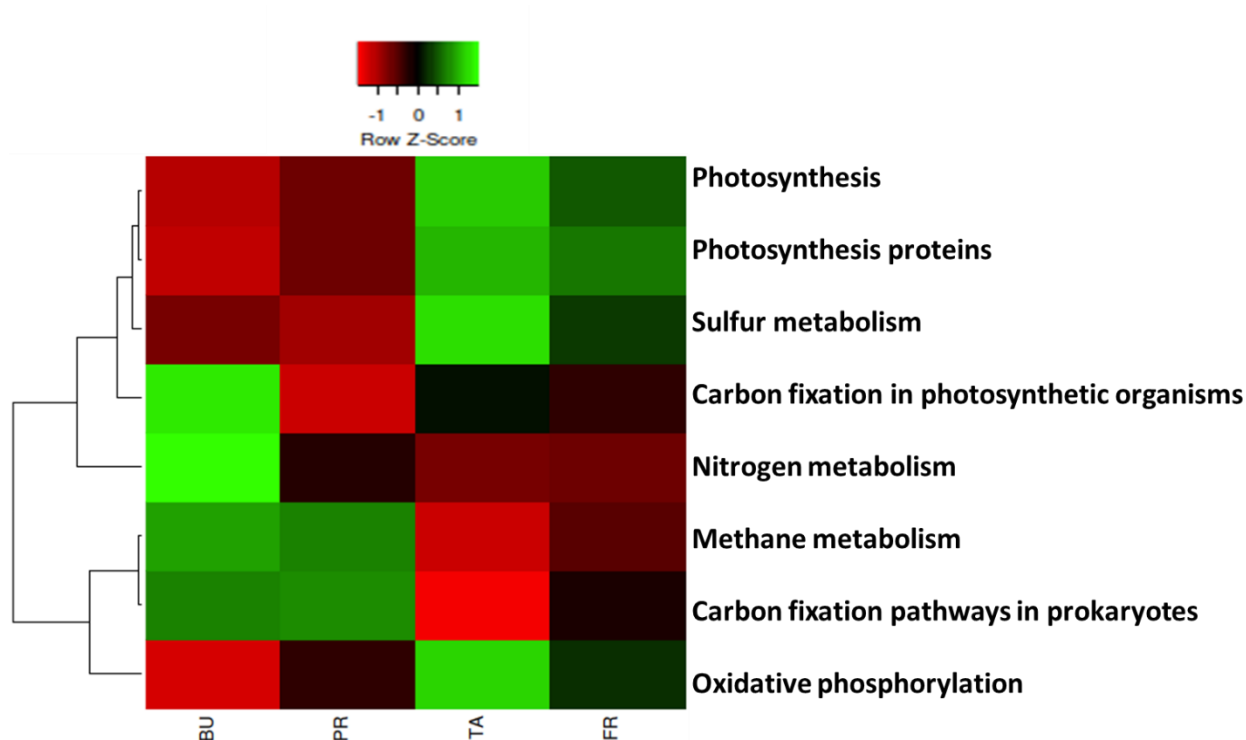 -1 0 1
Row Z-Score
Photosynthesis
Photosynthesis proteins
Sulfur metabolism
Carbon fixation in photosynthetic organisms
Nitrogen metabolism
Methane metabolism
Carbon fixation pathways in prokaryotes
Oxidative phosphorylation
BU PR TA FR